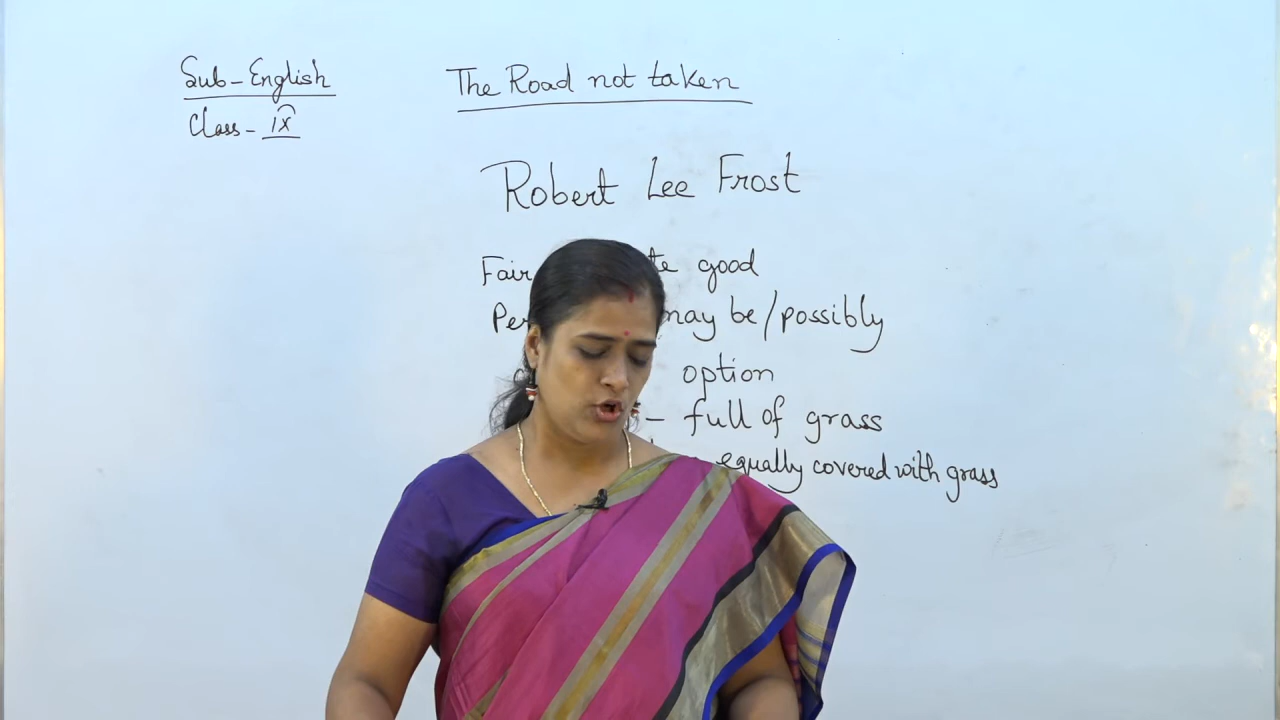 Sub - English
Class - IX
The Road not taken
Robert Lee Frost
Fair good
may be / possibly
option
- full of grass
equally covered with grass